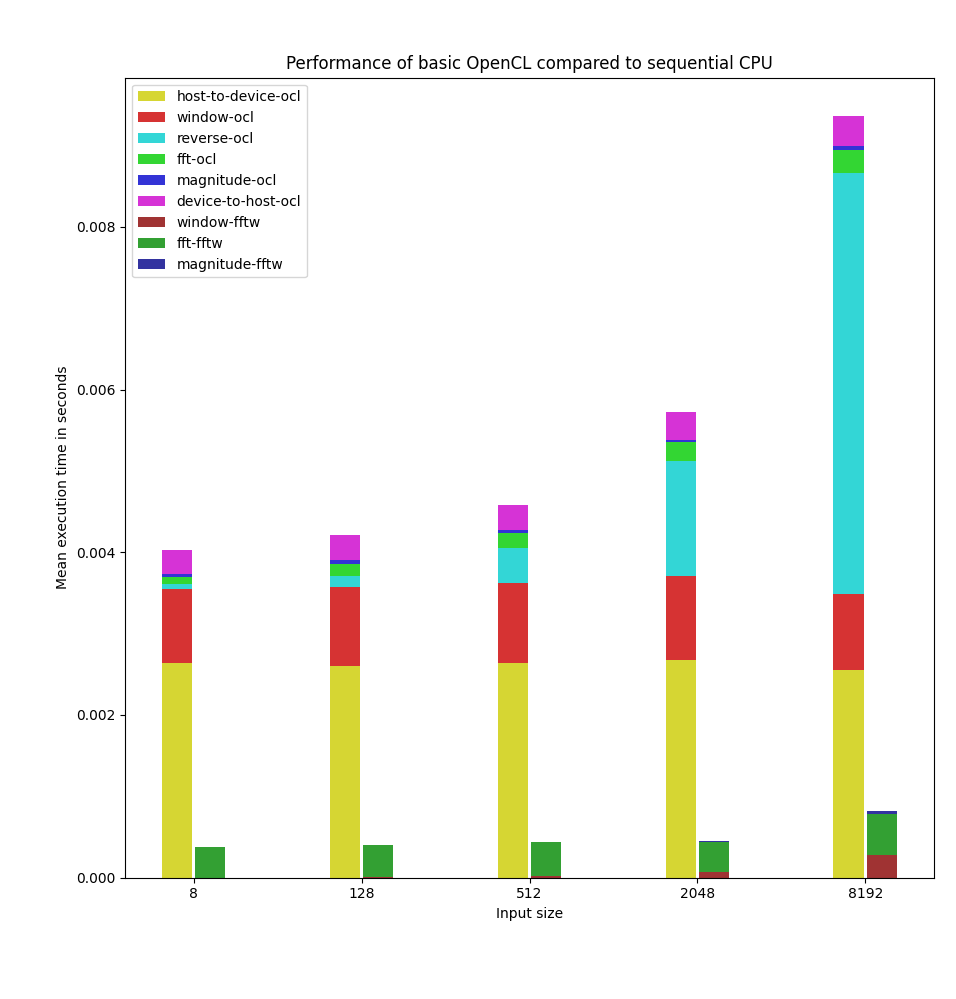 Performance of basic OpenCL compared to sequential CPU
host-to-device-ocl
window-ocl
reverse-ocl
fft-ocl
magnitude-ocl
device-to-host-ocl
window-fftw
fft-fftw
magnitude-fftw
Mean execution time in seconds
0.008
0.006
0.004
0.002
0.000
8 128 512 2048 8192
Input size